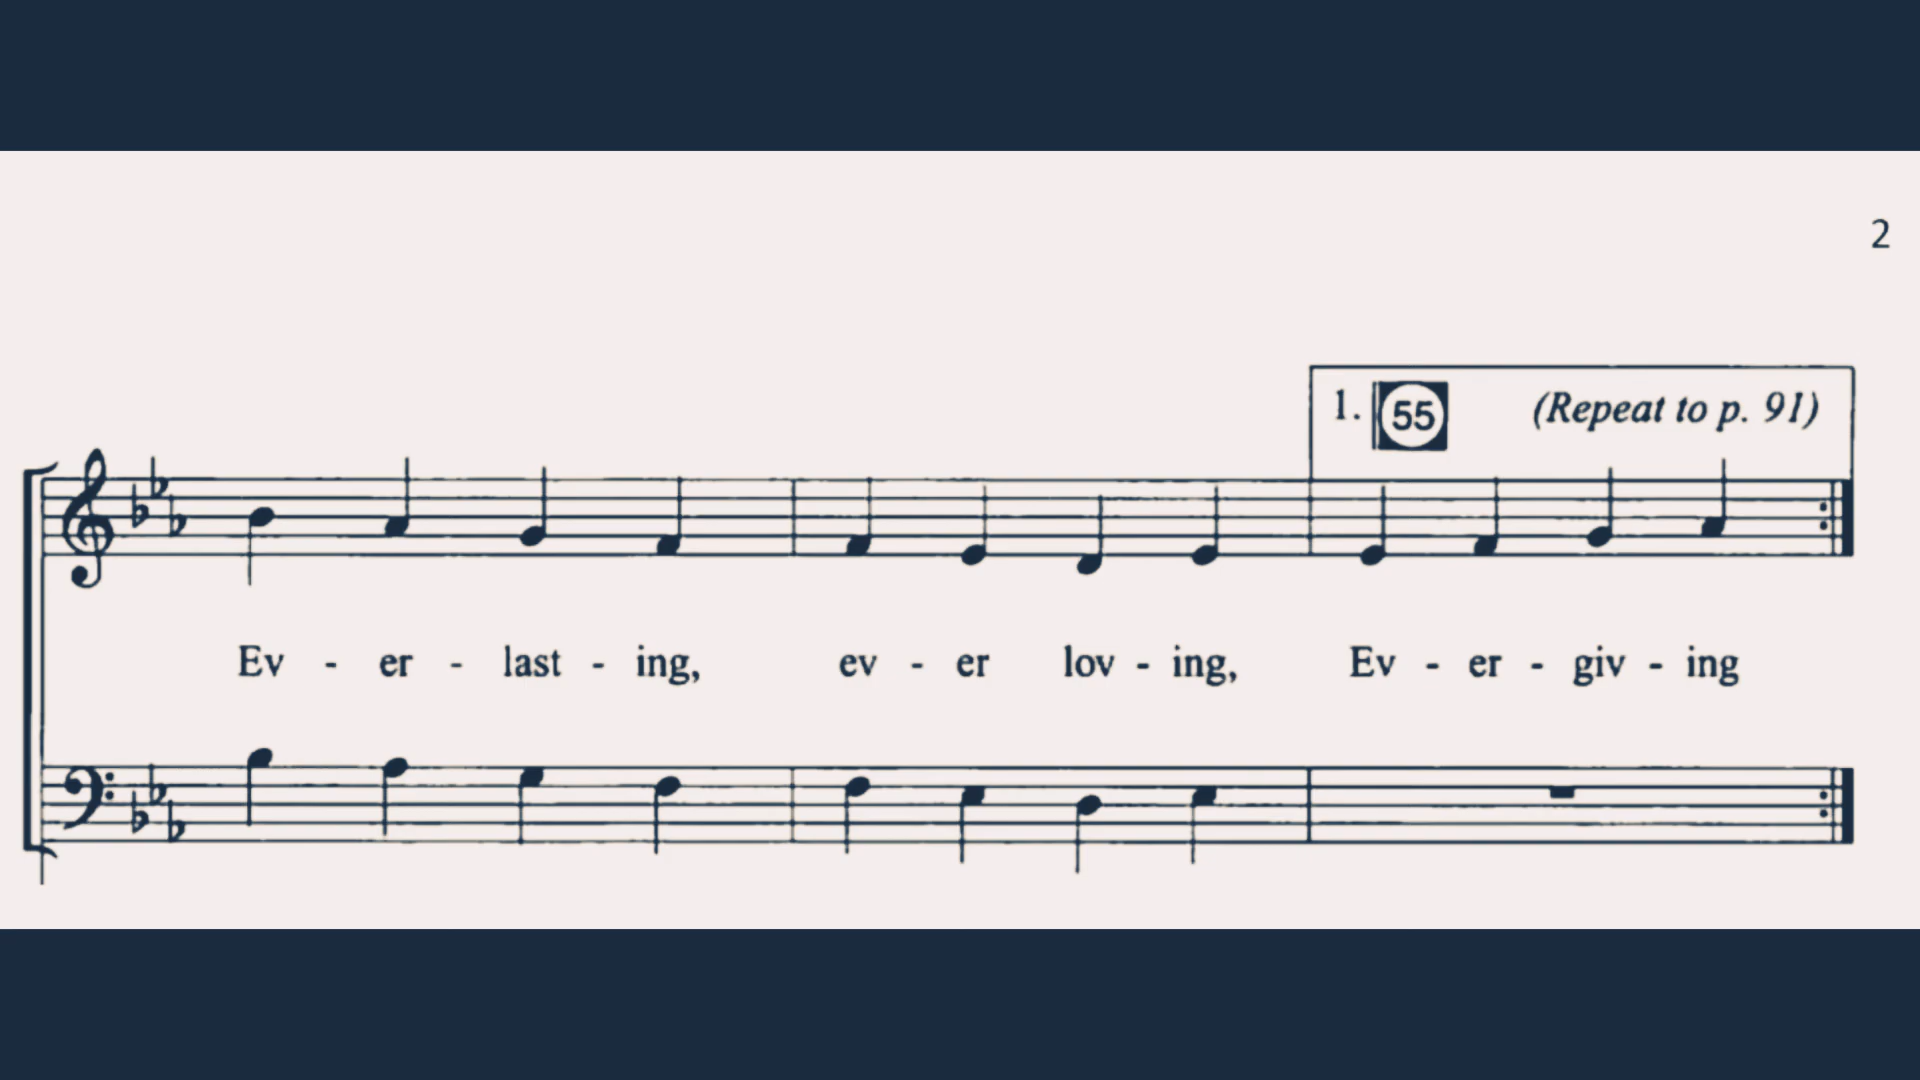 2
1. 55 (Repeat to p. 91)
Ev - er - last - ing, ev - er lov - ing, Ev - er - giv - ing